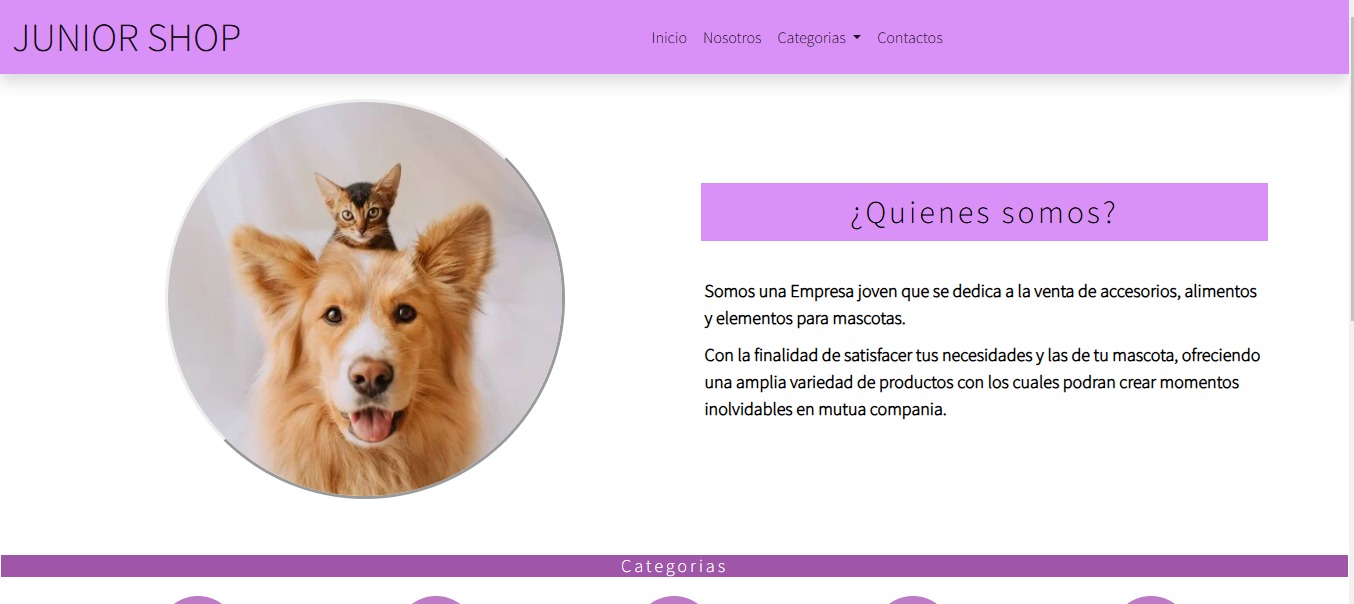 JUNIOR SHOP
Inicio Nosotros Categorias Contactos
¿Quienes somos?
Somos una Empresa joven que se dedica a la venta de accesorios, alimentos
y elementos para mascotas.
Con la finalidad de satisfacer tus necesidades y las de tu mascota, ofreciendo
una amplia variedad de productos con los cuales podran crear momentos
inolvidables en mutua compania.
Categorias